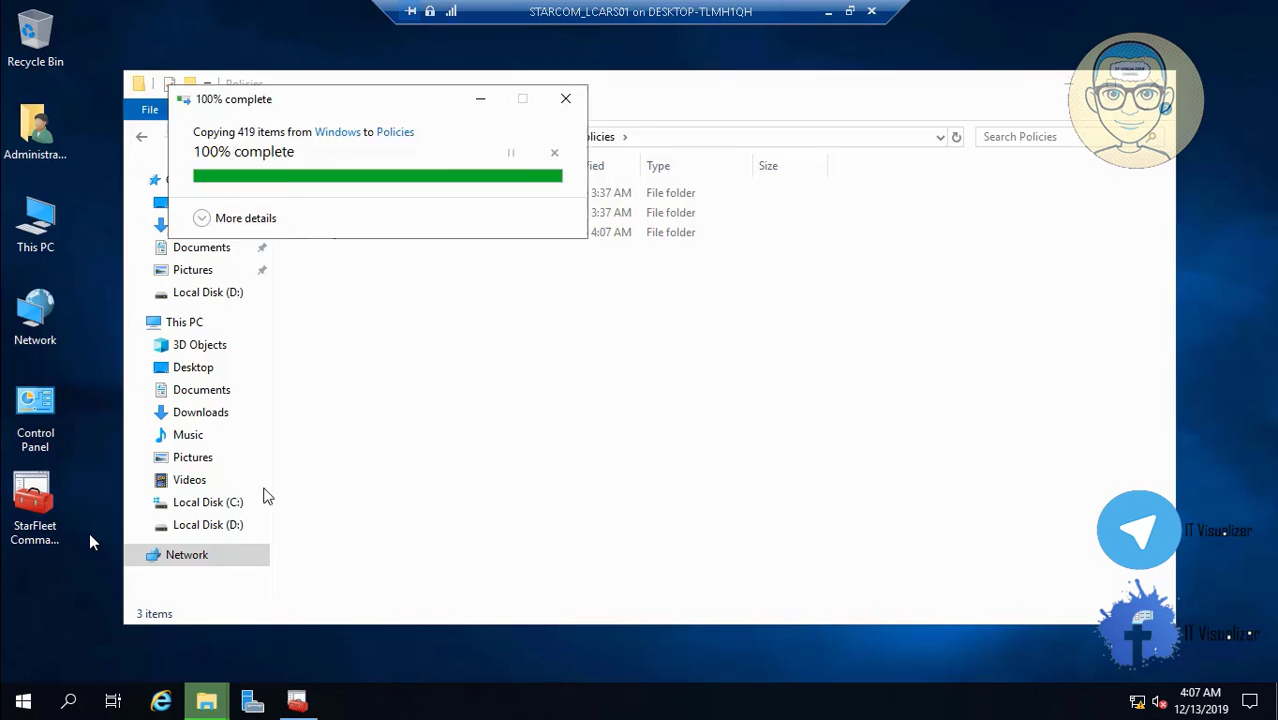 STARCOM_LCARS01 on DESKTOP-TLMH1QH
Recycle Bin
Administra...
This PC
Network
Control
Panel
StarFleet
Comma...
Policies
File
100% complete
Copying 419 items from Windows to Policies
100% complete
More details
olicies
Search Policies
ied
Type
Size
3:37 AM
File folder
3:37 AM
File folder
4:07 AM
File folder
Documents
Pictures
Local Disk (D:)
This PC
3D Objects
Desktop
Documents
Downloads
Music
Pictures
Videos
Local Disk (C:)
Local Disk (D:)
Network
3 items
IT Visualizer
IT Visualizer
4:07 AM
12/13/2019